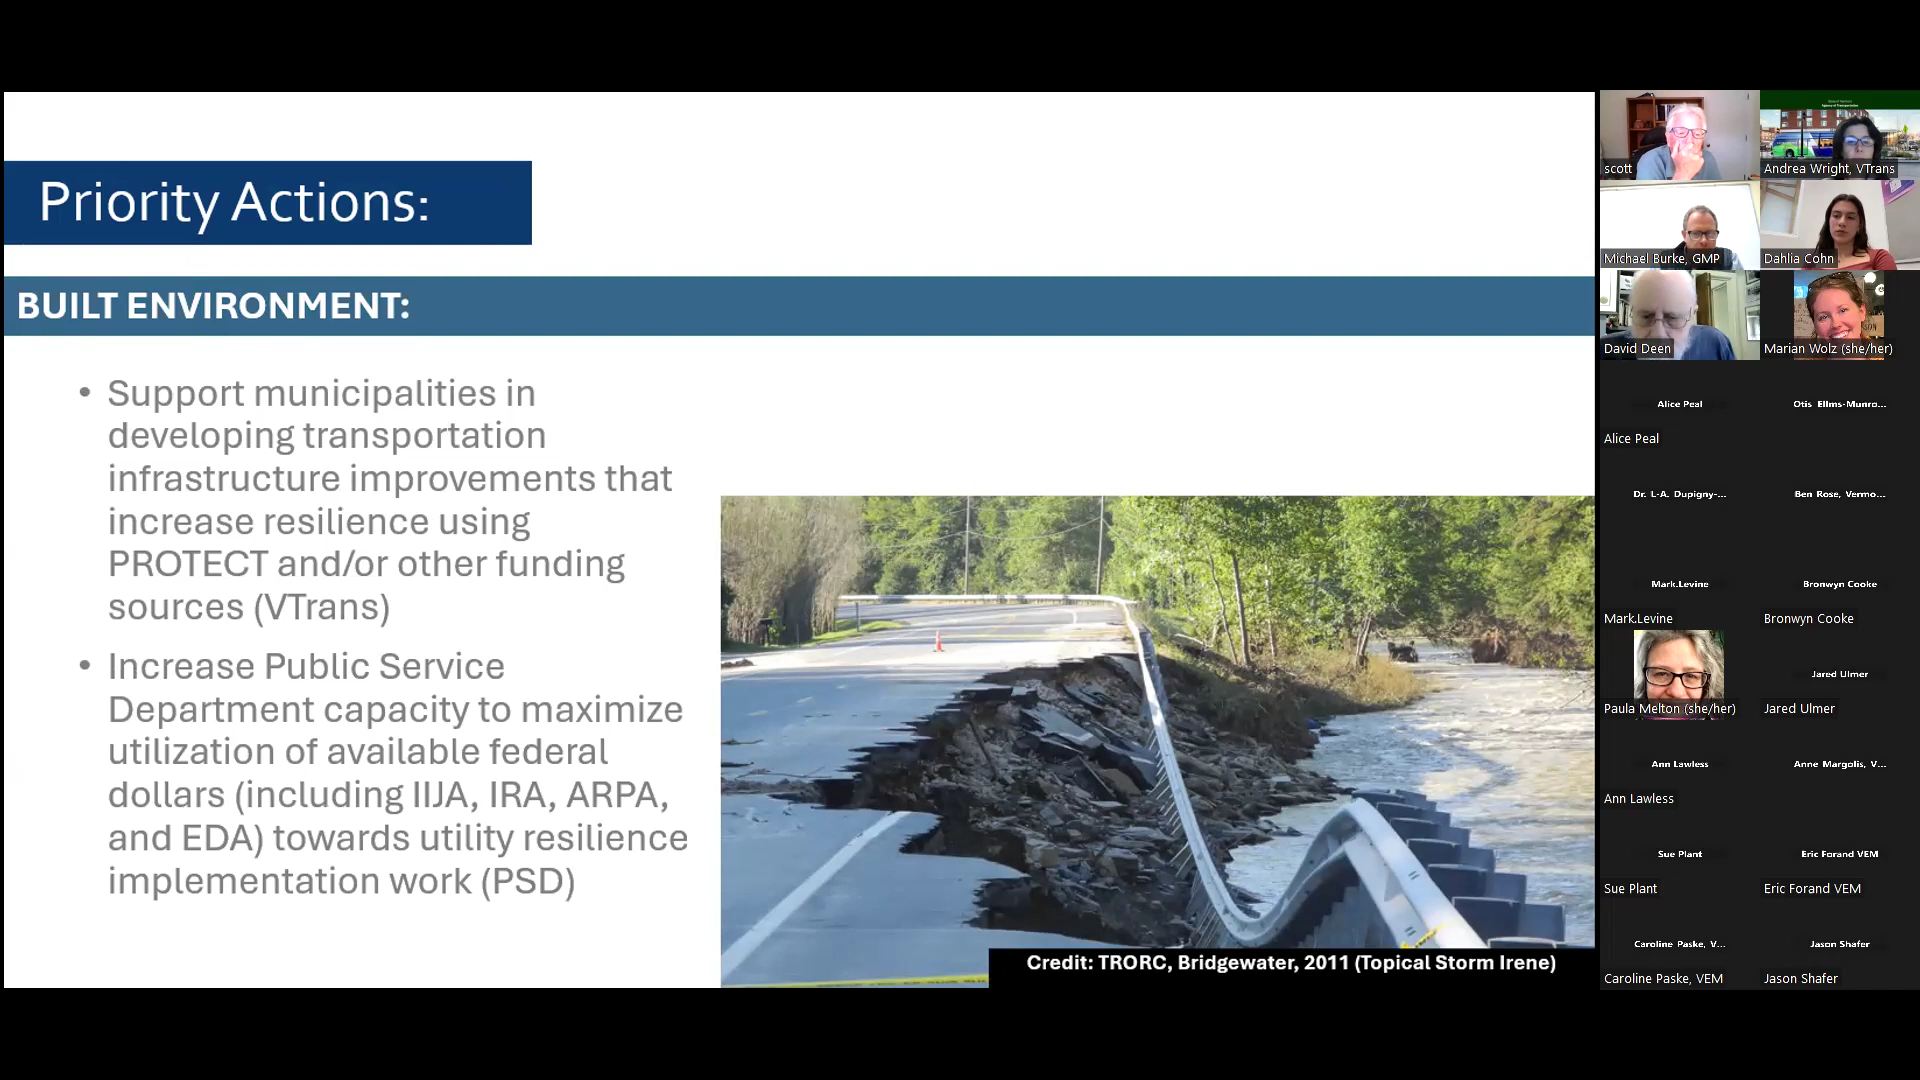 Priority Actions:
BUILT ENVIRONMENT:
• Support municipalities in
developing transportation
infrastructure improvements that
increase resilience using
PROTECT and/or other funding
sources (VTrans)
• Increase Public Service
Department capacity to maximize
utilization of available federal
dollars (including IIJA, IRA, ARPA,
and EDA) towards utility resilience
implementation work (PSD)
Credit: TRORC, Bridgewater, 2011 (Topical Storm Irene)
scott
Andrea Wright, VTrans
Michael Burke, GMP
Dahlia Cohn
David Deen
Marian Wolz (she/her)
Alice Peal
Otis Ellms-Munro...
Alice Peal
Dr. L-A. Dupigny-...
Ben Rose, Vermo...
Mark.Levine
Bronwyn Cooke
Mark.Levine
Bronwyn Cooke
Paula Melton (she/her)
Jared Ulmer
Jared Ulmer
Ann Lawless
Anne Margolis, V...
Ann Lawless
Sue Plant
Eric Forand VEM
Sue Plant
Eric Forand VEM
Caroline Paske, V...
Jason Shafer
Caroline Paske, VEM
Jason Shafer